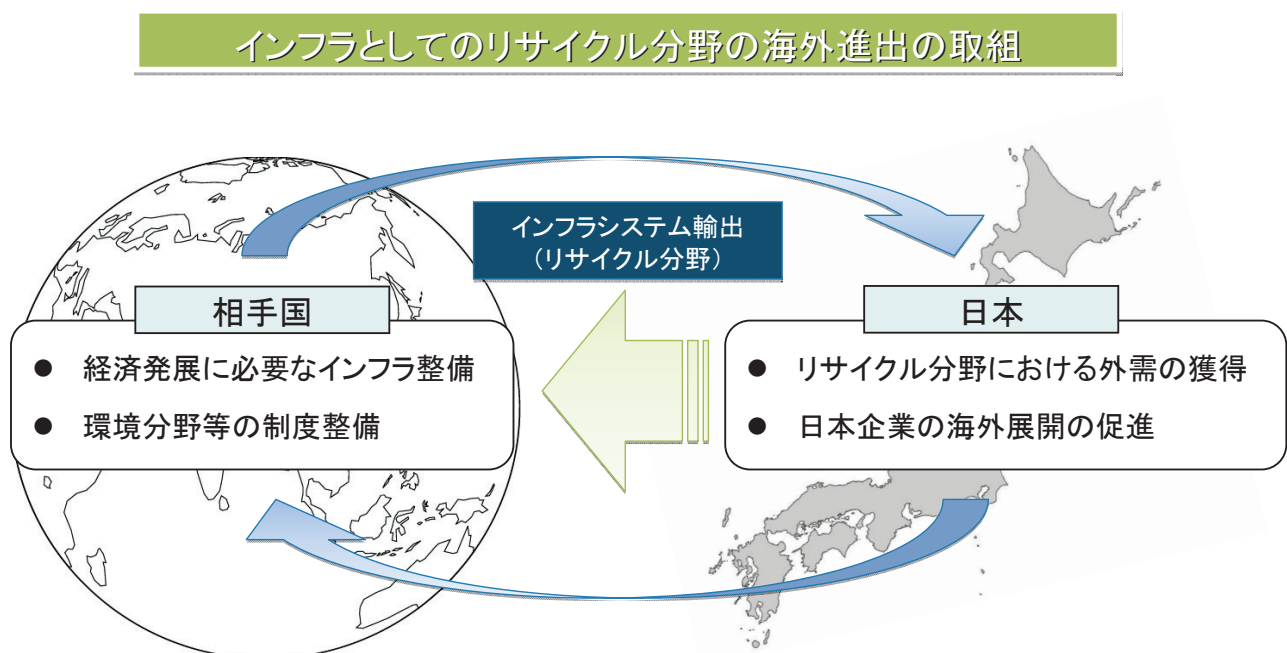 インフラとしてのリサイクル分野の海外進出の取組
インフラシステム輸出
（リサイクル分野）
相手国
● 経済発展に必要なインフラ整備
● 環境分野等の制度整備
日本
● リサイクル分野における外需の獲得
● 日本企業の海外展開の促進